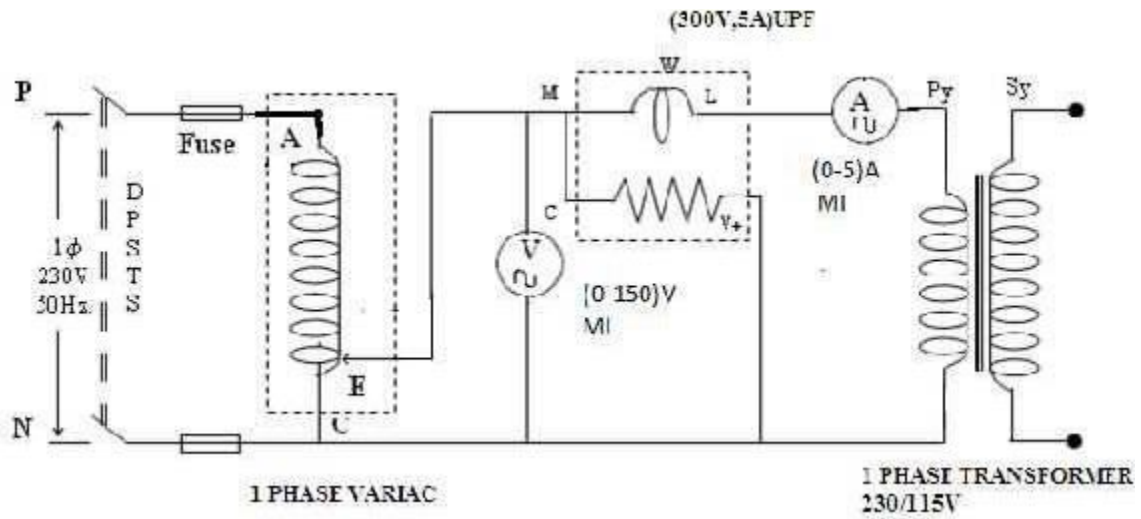 (300V,5A)UPF
P
Fuse
A
M
W
L
A
Py
Sy
DPSTS
1ϕ
230V
50Hz
C
V+
V
(0-5)A
MI
(0 150)V
MI
E
N
C
1 PHASE VARIAC
1 PHASE TRANSFORMER
230/115V